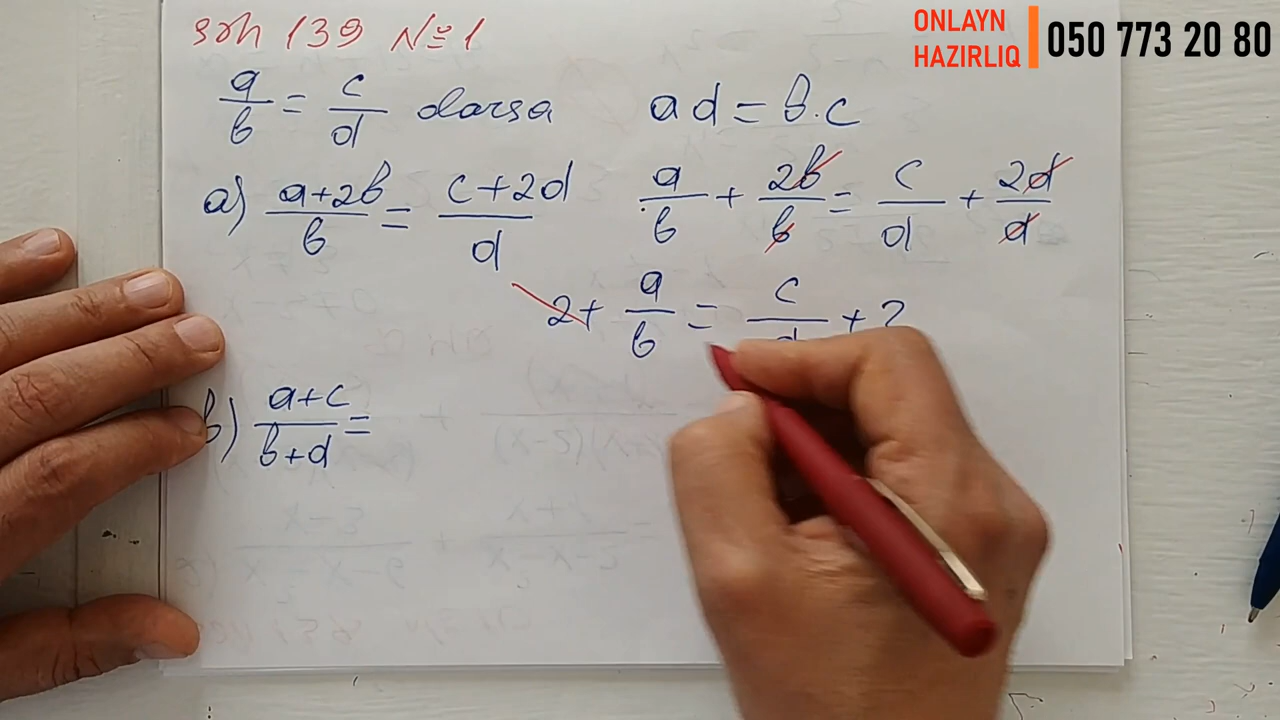 ONLAYN
HAZIRLIQ 050 773 20 80
səh 139 №1
a/b = c/d olarsa ad = b.c
a) (a+2b)/b = (c+2d)/d a/b + 2b/b = c/d + 2d/d
2 + a/b = c/d + 2
b) (a+c)/(b+d) =